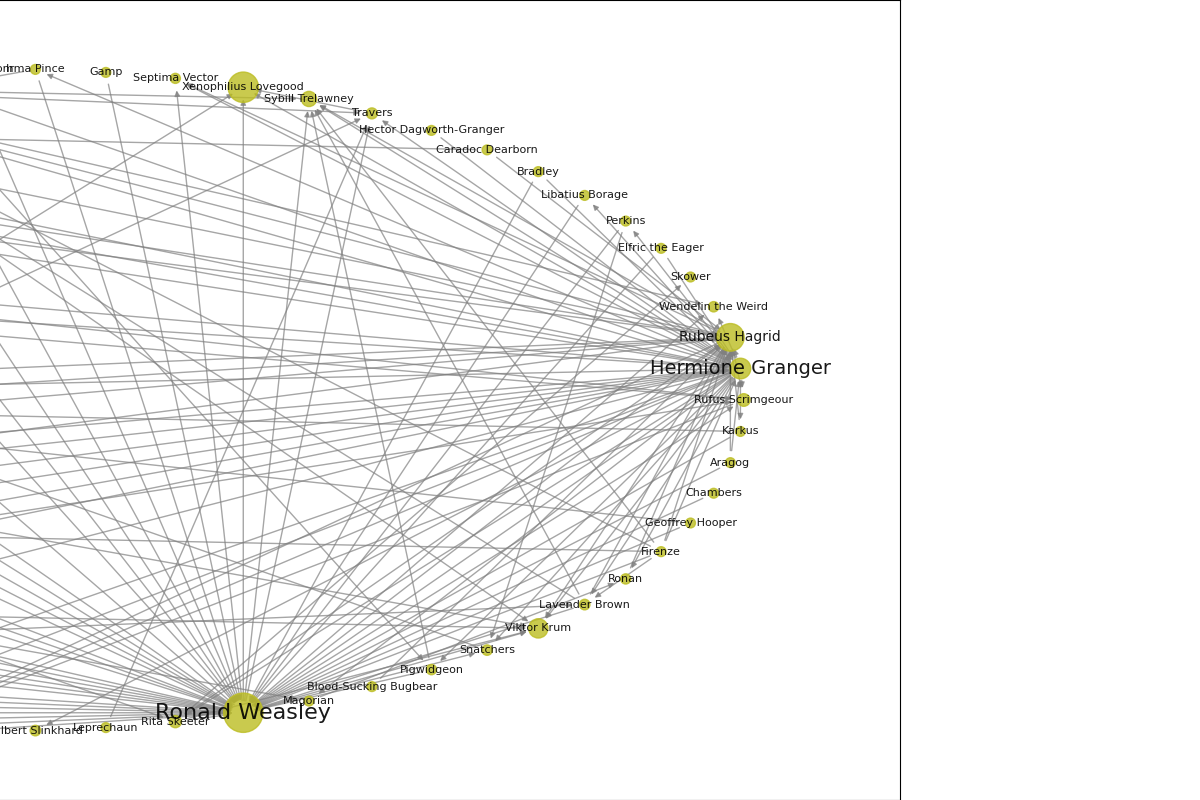 Irma Pince
Gamp
Septima Vector
Xenophilius Lovegood
Sybill Trelawney
Travers
Hector Dagworth-Granger
Caradoc Dearborn
Bradley
Libatius Borage
Perkins
Elfric the Eager
Skower
Wendelin the Weird
Rubeus Hagrid
Hermione Granger
Rufus Scrimgeour
Karkus
Aragog
Chambers
Geoffrey Hooper
Firenze
Ronan
Lavender Brown
Viktor Krum
Snatchers
Pigwidgeon
Blood-Sucking Bugbear
Magorian
Ronald Weasley
Rita Skeeter
Leprechaun
lbert Slinkhard